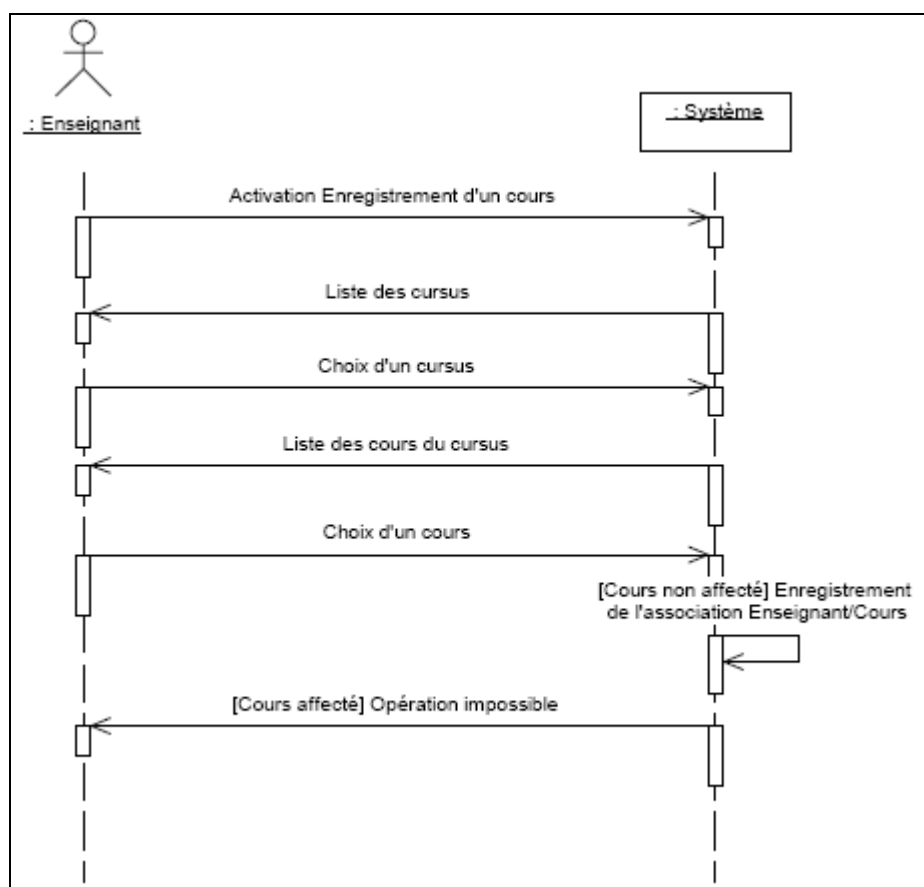 : Enseignant
: Système
Activation Enregistrement d'un cours
Liste des cursus
Choix d'un cursus
Liste des cours du cursus
Choix d'un cours
[Cours non affecté] Enregistrement
de l'association Enseignant/Cours
[Cours affecté] Opération impossible